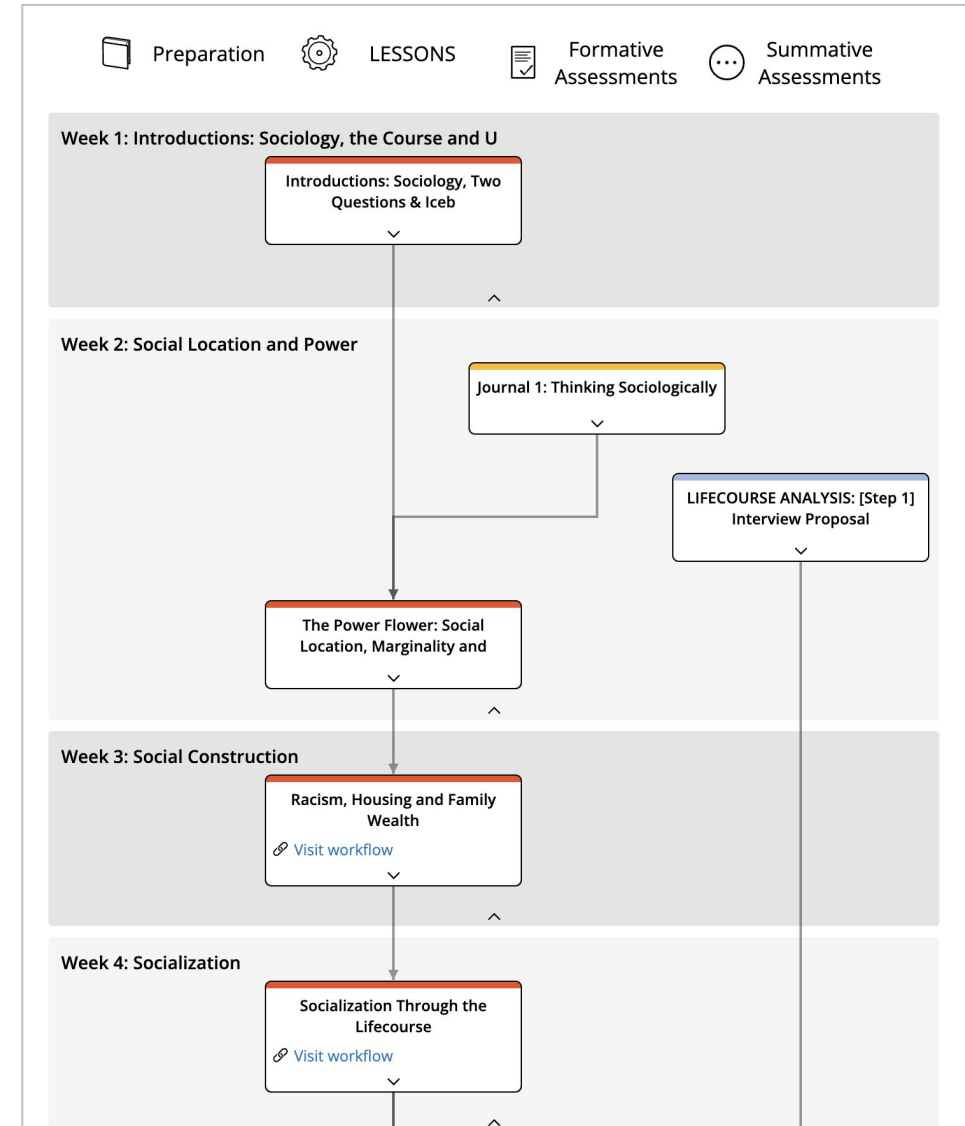 Preparation
LESSONS
Formative
Assessments
Summative
Assessments
Week 1: Introductions: Sociology, the Course and U
Introductions: Sociology, Two
Questions & Iceb
Week 2: Social Location and Power
Journal 1: Thinking Sociologically
LIFECOURSE ANALYSIS: [Step 1]
Interview Proposal
The Power Flower: Social
Location, Marginality and
Week 3: Social Construction
Racism, Housing and Family
Wealth
Visit workflow
Week 4: Socialization
Socialization Through the
Lifecourse
Visit workflow